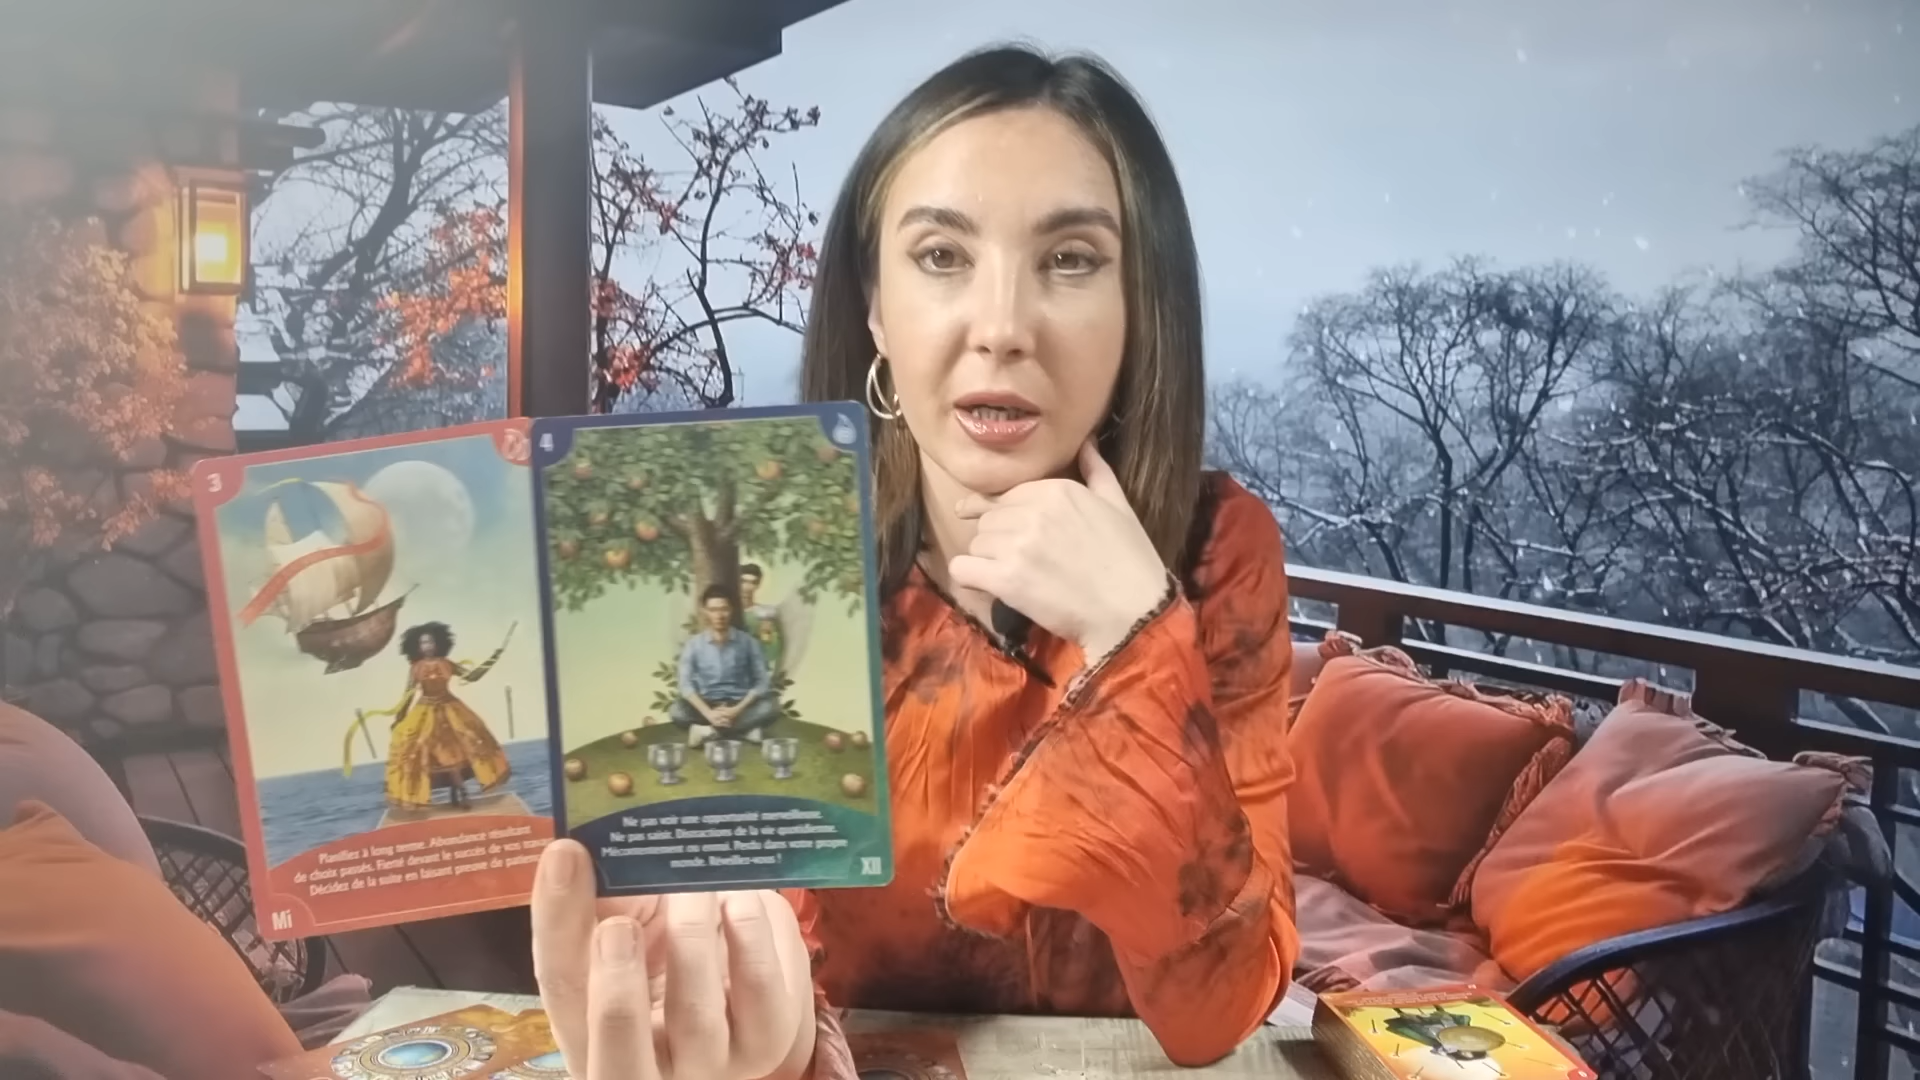 3
Planifiez à long terme. Abondance résultant
de choix passés. Fierté devant le succès de vos
Décidez de la suite en faisant preuve de
Mi
4
Ne pas voir une opportunité merveilleuse.
Ne pas saisir. Distractions de la vie quotidienne.
Mécontentement ou ennui. Perdu dans votre propre
monde. Réveillez-vous !
XII